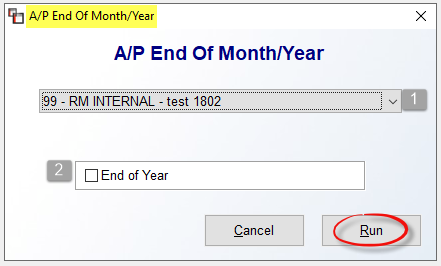 A/P End Of Month/Year
A/P End Of Month/Year
99 - RM INTERNAL - test 1802
1
2
End of Year
Cancel
Run